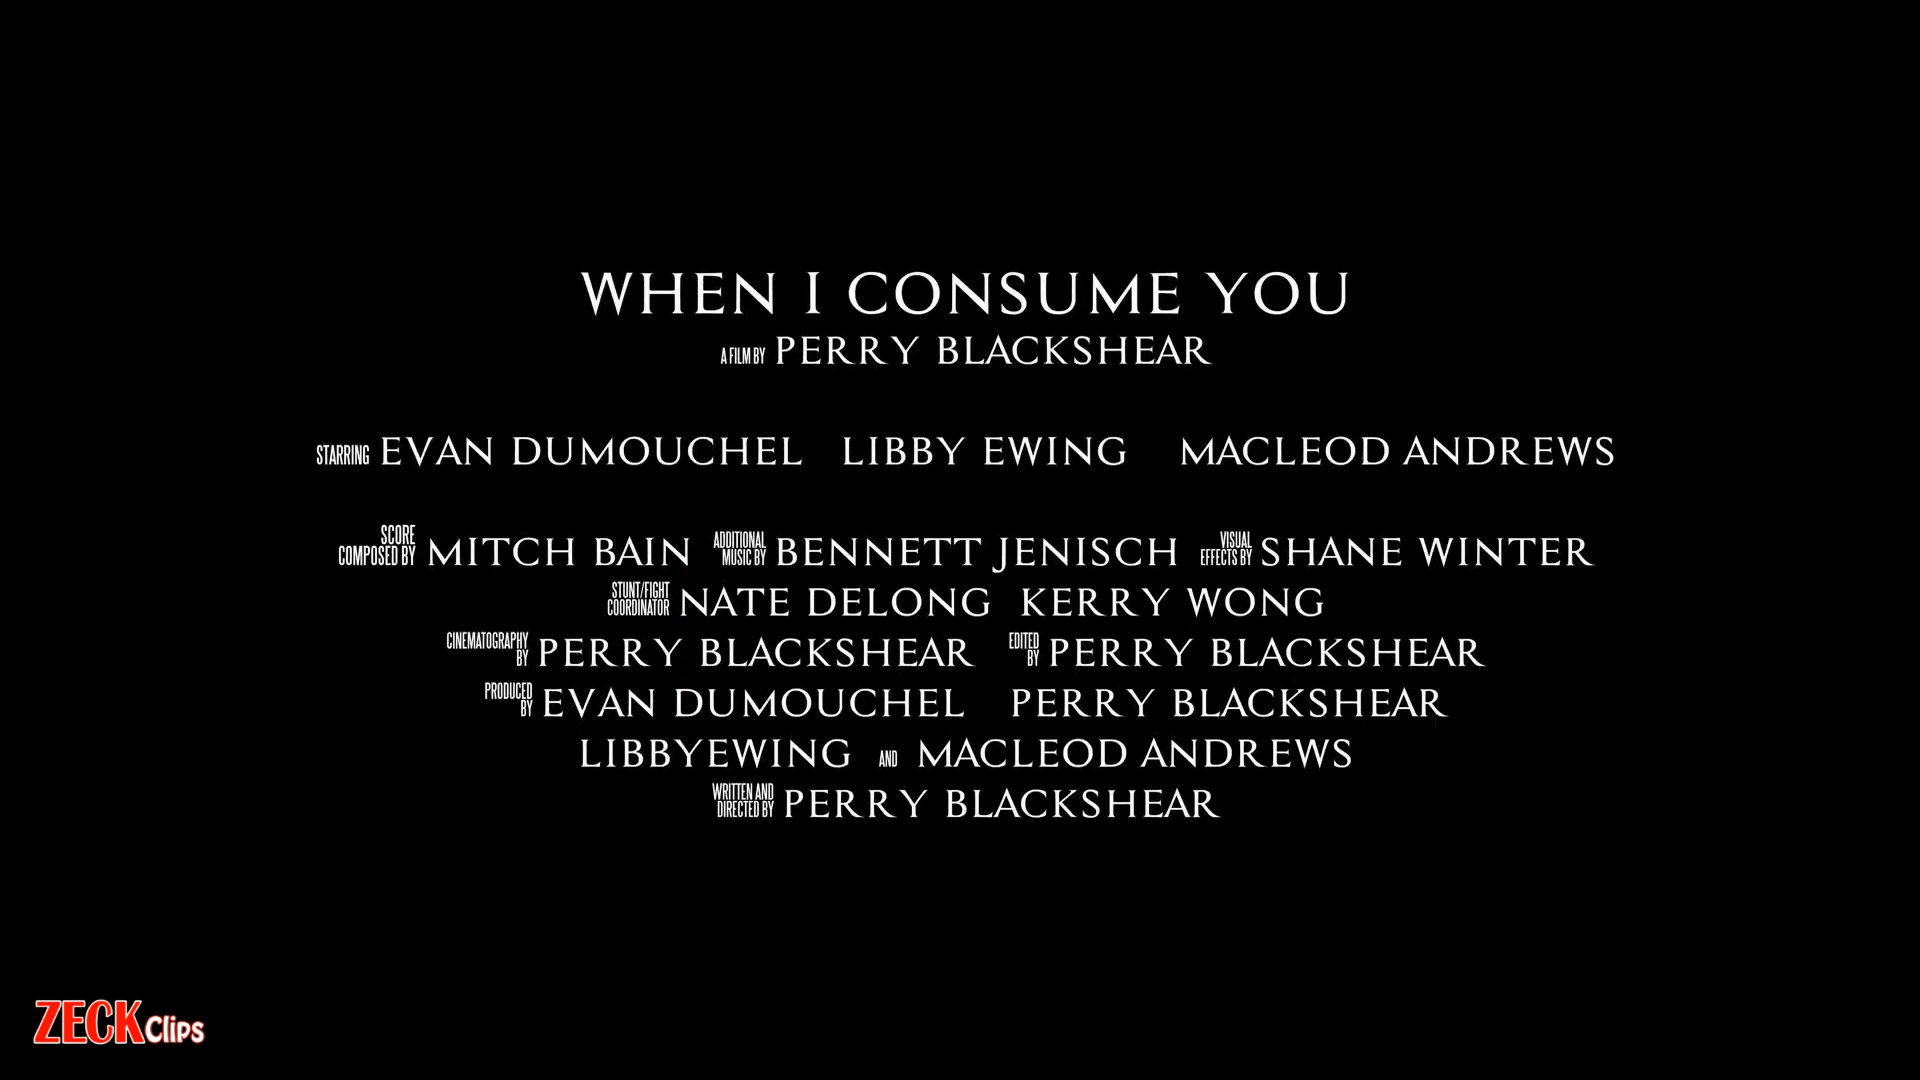 WHEN I CONSUME YOU
A FILM BY PERRY BLACKSHEAR
STARRING EVAN DUMOUCHEL LIBBY EWING MACLEOD ANDREWS
SCORE COMPOSED BY MITCH BAIN ADDITIONAL MUSIC BY BENNETT JENISCH VISUAL EFFECTS BY SHANE WINTER
STUNT/FIGHT COORDINATOR NATE DELONG KERRY WONG
CINEMATOGRAPHY BY PERRY BLACKSHEAR EDITED BY PERRY BLACKSHEAR
PRODUCED BY EVAN DUMOUCHEL PERRY BLACKSHEAR
LIBBYEWING AND MACLEOD ANDREWS
WRITTEN AND DIRECTED BY PERRY BLACKSHEAR
ZECK Clips